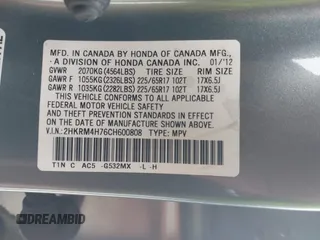 MFD. IN CANADA BY HONDA OF CANADA MFG.,
· A DIVISION OF HONDA CANADA INC. 01/'12
GVWR 2070KG(4564LBS) TIRE SIZE RIM SIZE
GAWR F 1055KG(2326LBS) 225/65R17 17X6.5J
GAWR R 1035KG(2282LBS) 225/65R17 17X6.5J
THIS VEHICLE CONFORMS TO ALL APPLICABLE
FEDERAL MOTOR VEHICLE SAFETY AND
THEFT PREVENTION STANDARDS IN EFFECT ON
THE DATE OF MANUFACTURE SHOWN ABOVE.
V.I.N.: 2HKRM4H76CH600808 TYPE: MPV
T1N C AC5 -G532MX -L -H
DREAMBID